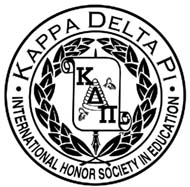 · KAPPA DELTA PI ·
INTERNATIONAL HONOR SOCIETY IN EDUCATION
ΚΔΠ